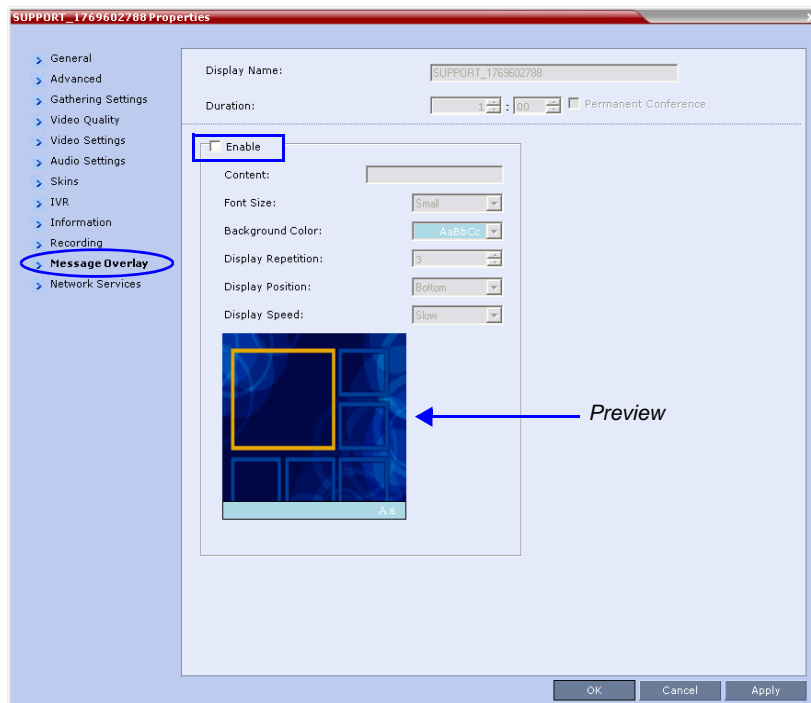 SUPPORT_1769602788 Properties
General
Advanced
Gathering Settings
Video Quality
Video Settings
Audio Settings
Skins
IVR
Information
Recording
Message Overlay
Network Services
Display Name: SUPPORT_1769602788
Duration: 1 : 00 Permanent Conference
Enable
Content:
Font Size: Small
Background Color: AaBbCc
Display Repetition: 3
Display Position: Bottom
Display Speed: Slow
Preview
Aa
OK Cancel Apply